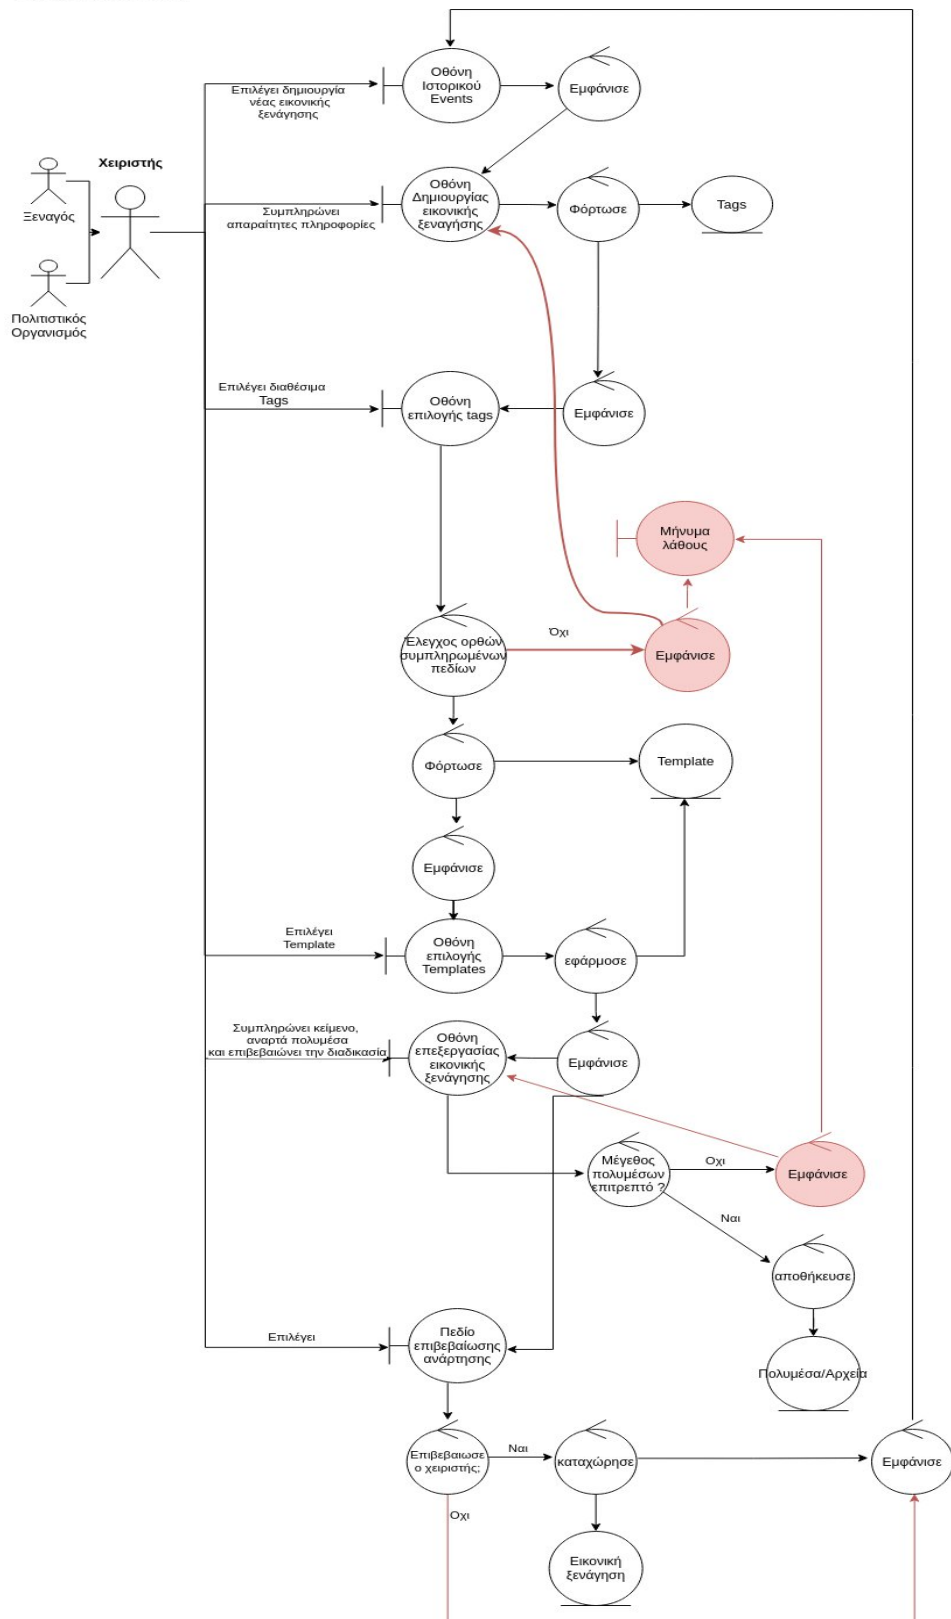 Οθόνη
Ιστορικού
Events
Εμφάνισε
Επιλέγει δημιουργία
νέας εικονικής
ξενάγησης
Χειριστής
Ξεναγός
Πολιτιστικός
Οργανισμός
Συμπληρώνει
απαραίτητες πληροφορίες
Οθόνη
Δημιουργίας
εικονικής
ξεναγήσης
Φόρτωσε
Tags
Επιλέγει διαθέσιμα
Tags
Οθόνη
επιλογής tags
Εμφάνισε
Μήνυμα
λάθους
Έλεγχος ορθών
συμπληρωμένων
πεδίων
Όχι
Εμφάνισε
Φόρτωσε
Template
Εμφάνισε
Επιλέγει
Template
Οθόνη
επιλογής
Templates
εφάρμοσε
Συμπληρώνει κείμενο,
αναρτά πολυμέσα
και επιβεβαιώνει την διαδικασία
Οθόνη
επεξεργασίας
εικονικής
ξενάγησης
Εμφάνισε
Μέγεθος
πολυμέσων
επιτρεπτό ?
Οχι
Εμφάνισε
Ναι
αποθήκευσε
Πολυμέσα/Αρχεία
Επιλέγει
Πεδίο
επιβεβαίωσης
ανάρτησης
Επιβεβαιωσε
ο χειριστής;
Ναι
καταχώρησε
Εμφάνισε
Οχι
Εικονική
ξενάγηση